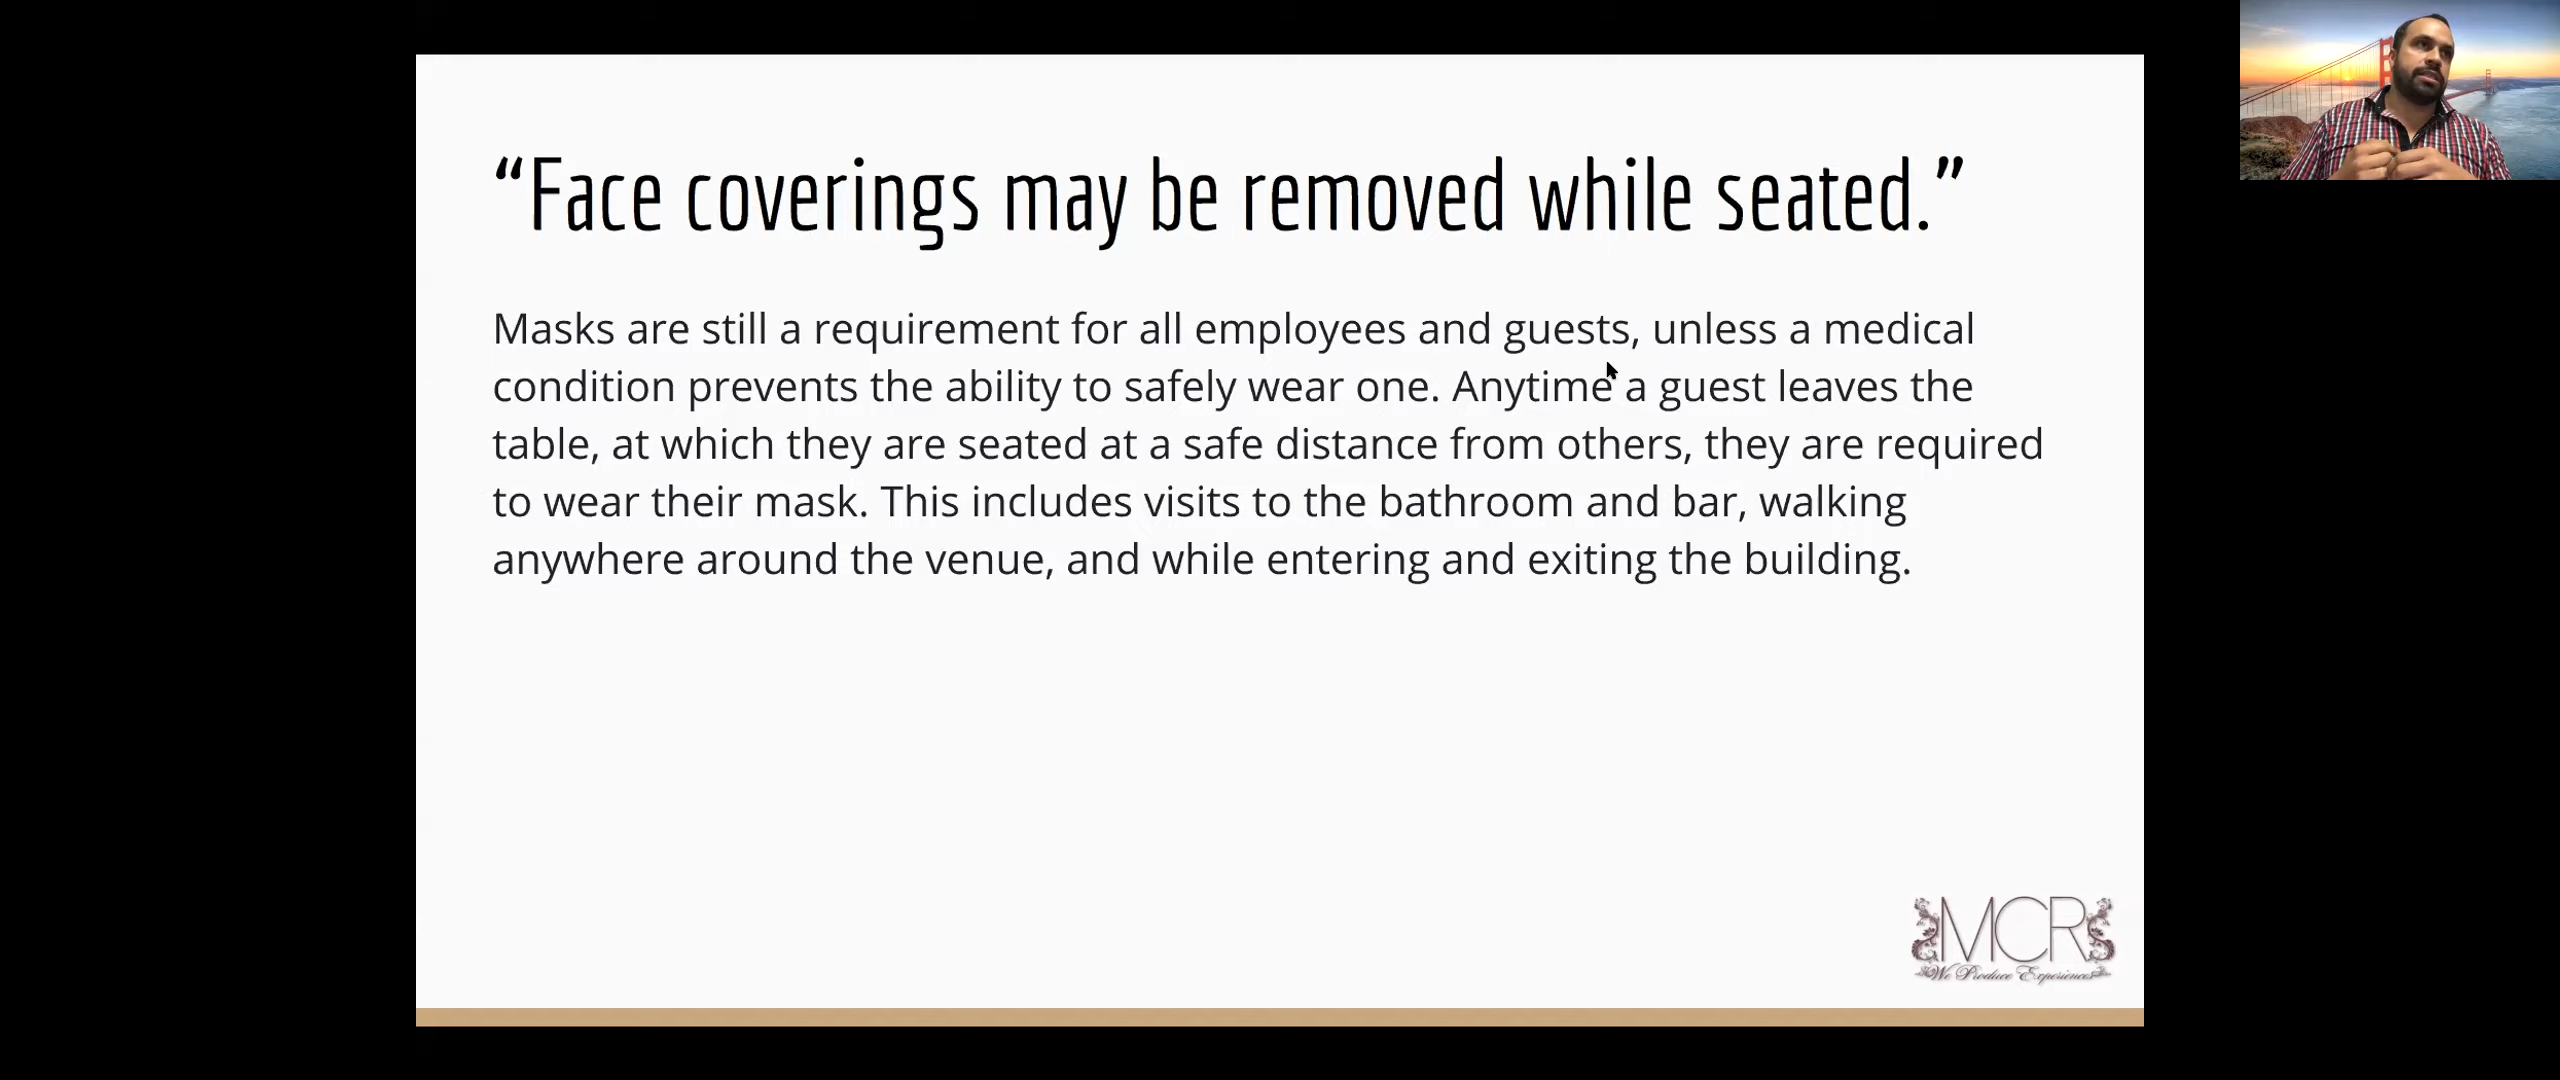 “Face coverings may be removed while seated.”
Masks are still a requirement for all employees and guests, unless a medical
condition prevents the ability to safely wear one. Anytime a guest leaves the
table, at which they are seated at a safe distance from others, they are required
to wear their mask. This includes visits to the bathroom and bar, walking
anywhere around the venue, and while entering and exiting the building.
MCR
We Produce Experiences